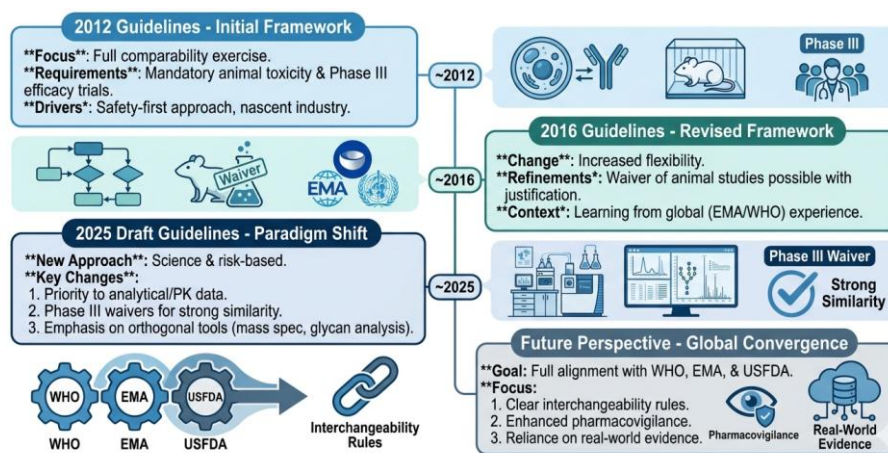 2012 Guidelines - Initial Framework
**Focus**: Full comparability exercise.
**Requirements**: Mandatory animal toxicity & Phase III
efficacy trials.
**Drivers*: Safety-first approach, nascent industry.
~2012
Phase III
Waiver
EMA
~2016
2016 Guidelines - Revised Framework
**Change**: Increased flexibility.
**Refinements*: Waiver of animal studies possible with
justification.
**Context*: Learning from global (EMA/WHO) experience.
2025 Draft Guidelines - Paradigm Shift
**New Approach**: Science & risk-based.
**Key Changes**:
1. Priority to analytical/PK data.
2. Phase III waivers for strong similarity.
3. Emphasis on orthogonal tools (mass spec, glycan analysis).
~2025
Phase III Waiver
Strong
Similarity
WHO
EMA
USFDA
WHO
EMA
USFDA
Interchangeability
Rules
Future Perspective - Global Convergence
**Goal: Full alignment with WHO, EMA, & USFDA.
**Focus:
1. Clear interchangeability rules.
2. Enhanced pharmacovigilance.
3. Reliance on real-world evidence.
Pharmacovigilance
Real-World
Evidence